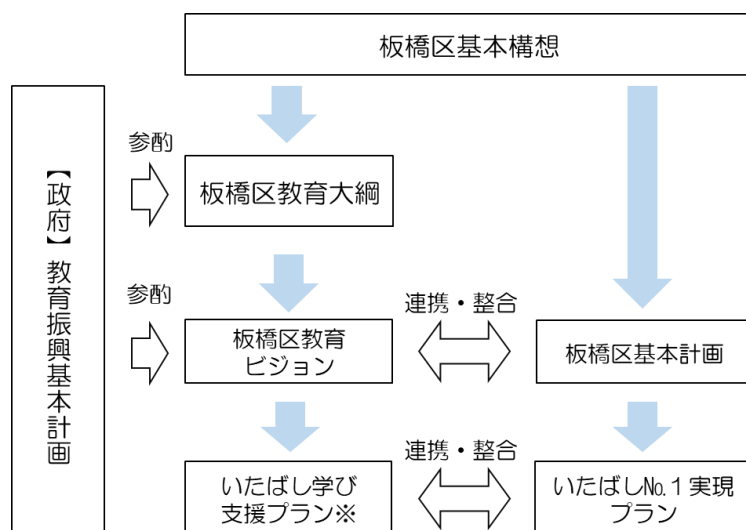 板橋区基本構想
【政府】教育振興基本計画
参酌
板橋区教育大綱
参酌
板橋区教育
ビジョン
連携・整合
板橋区基本計画
いたばし学び
支援プラン※
連携・整合
いたばし№1実現
プラン